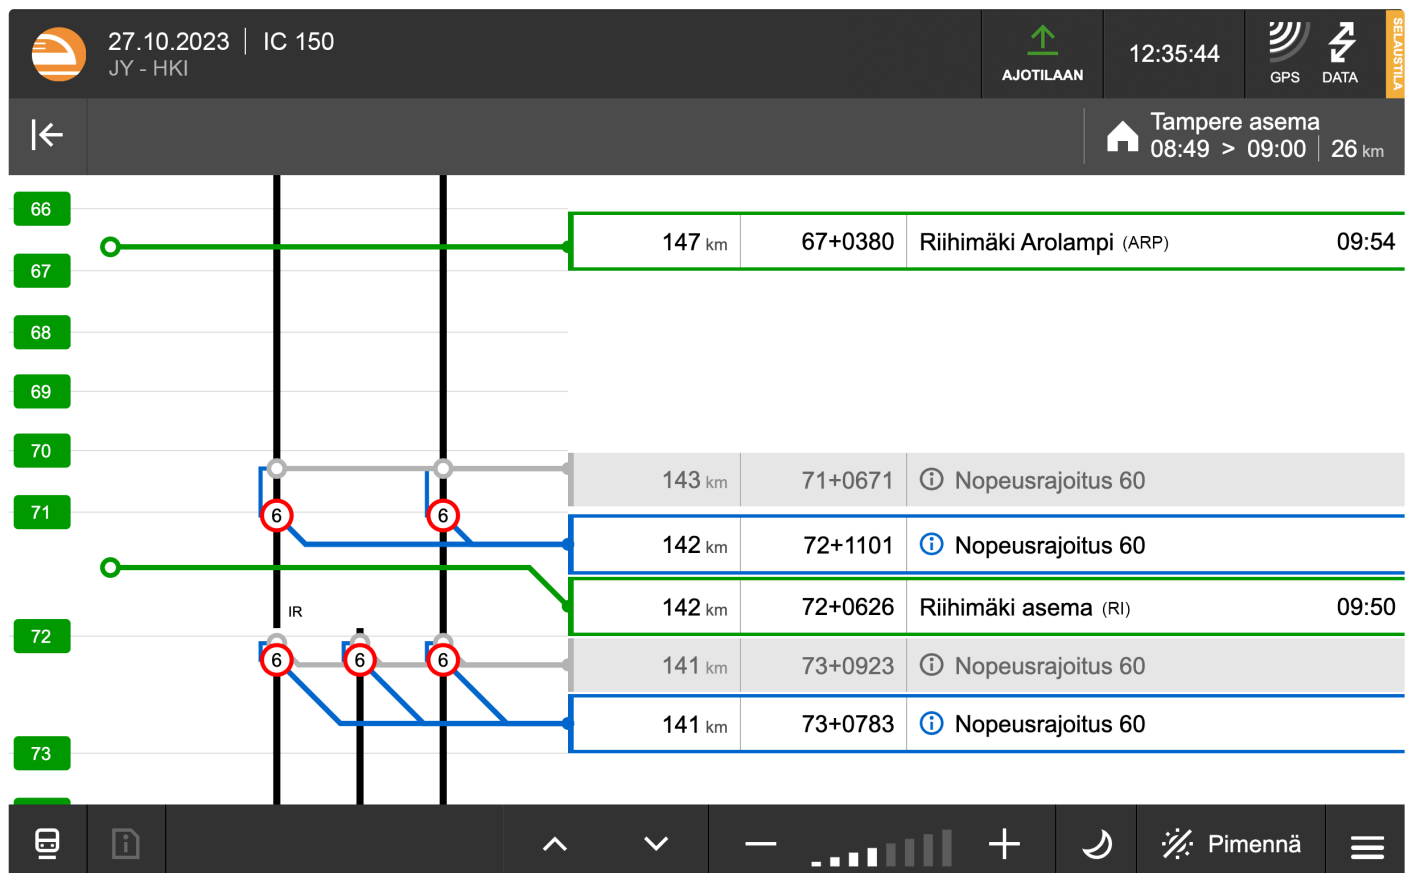 27.10.2023 | IC 150
JY - HKI
AJOTILAAN
12:35:44
GPS
DATA
SELAUSTILA
Tampere asema
08:49 > 09:00 | 26 km
66
147 km 67+0380 Riihimäki Arolampi (ARP) 09:54
67
68
69
70
143 km 71+0671 Nopeusrajoitus 60
71
6 6
142 km 72+1101 Nopeusrajoitus 60
IR
142 km 72+0626 Riihimäki asema (RI) 09:50
72
6 6 6
141 km 73+0923 Nopeusrajoitus 60
141 km 73+0783 Nopeusrajoitus 60
73
Pimennä